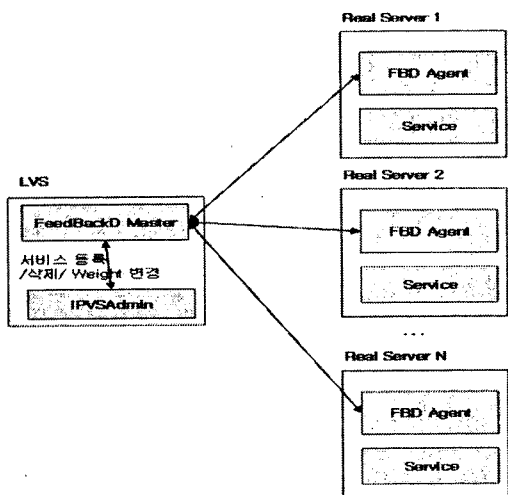 LVS
FeedBackD Master
서비스 등록
/삭제/ Weight 변경
IPVSAdmin
Real Server 1
FBD Agent
Service
Real Server 2
FBD Agent
Service
...
Real Server N
FBD Agent
Service